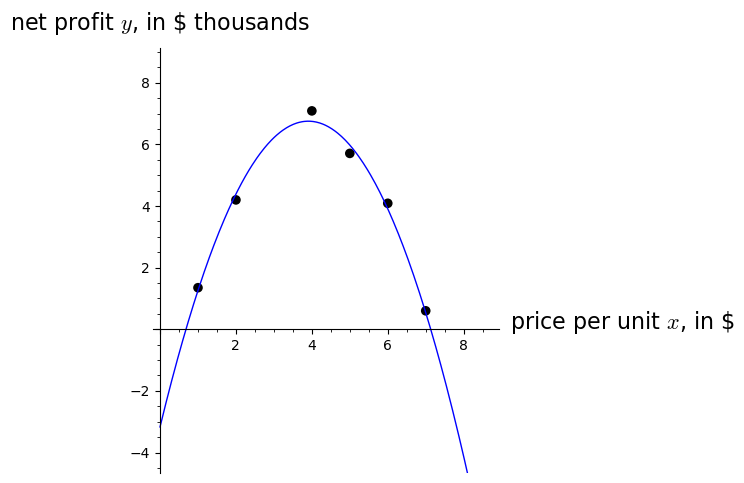 net profit y, in $ thousands
8
6
4
2
−2
−4
2 4 6 8
price per unit x, in $